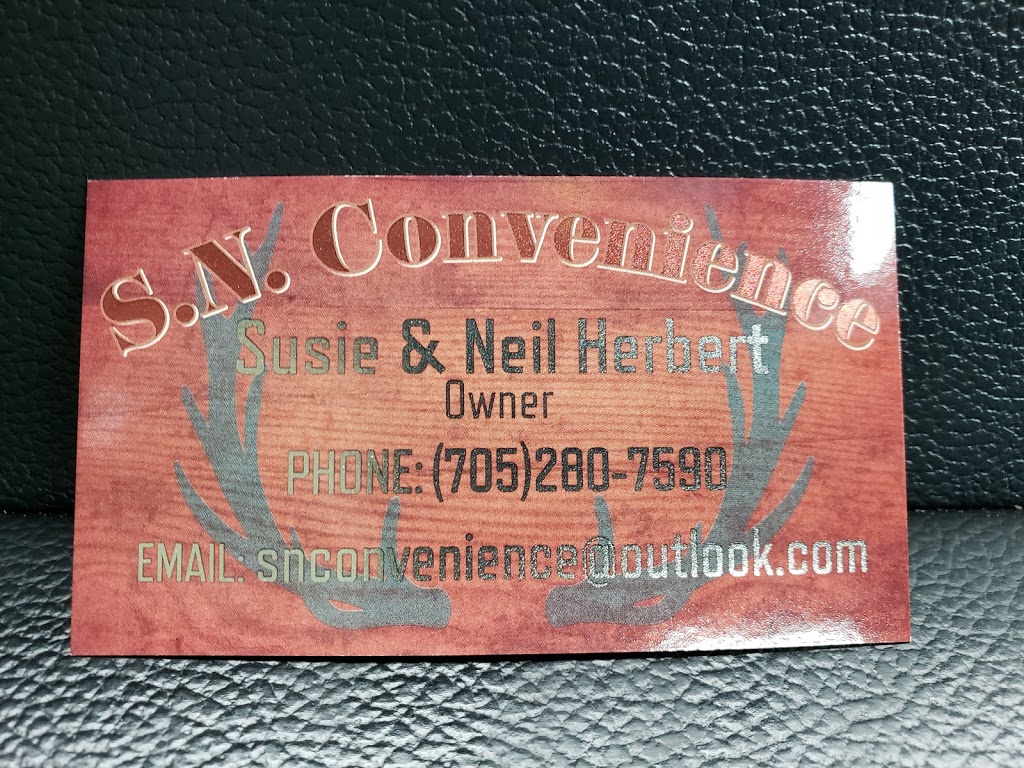 S.N. Convenience
Susie & Neil Herbert
Owner
PHONE: (705)280-7590
EMAIL: snconvenience@outlook.com